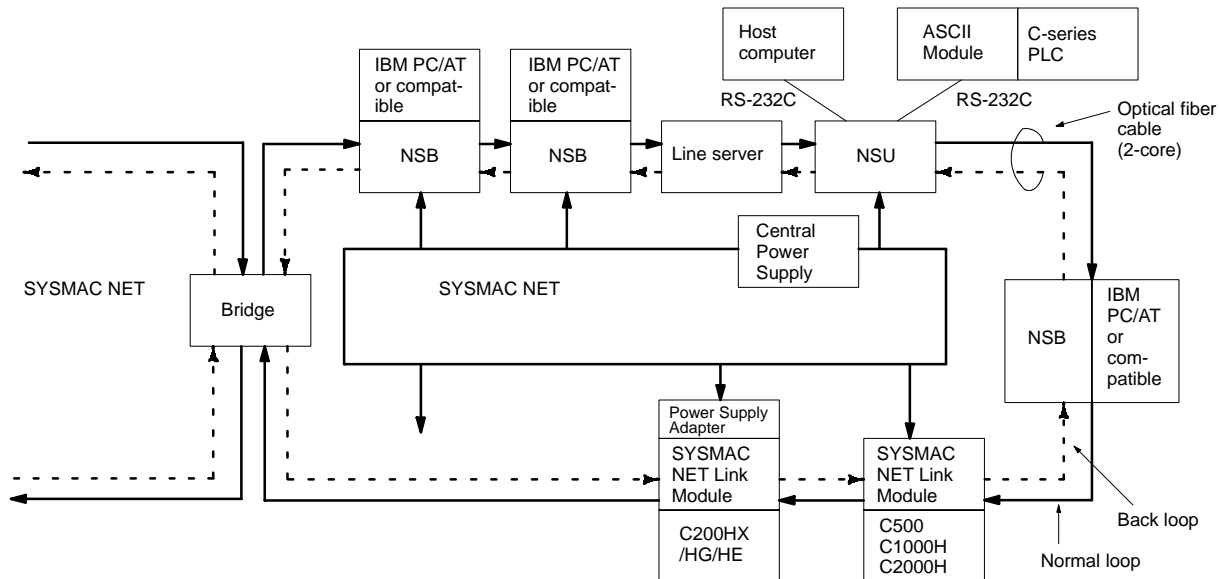 Host
computer
ASCII
Module
C-series
PLC
IBM PC/AT
or compat-
ible
IBM PC/AT
or compat-
ible
RS-232C
RS-232C
Optical fiber
cable
(2-core)
NSB
NSB
Line server
NSU
Central
Power
Supply
SYSMAC NET
SYSMAC NET
Bridge
NSB
IBM
PC/AT
or
com-
patible
Power Supply
Adapter
SYSMAC
NET Link
Module
SYSMAC
NET Link
Module
C200HX
/HG/HE
C500
C1000H
C2000H
Back loop
Normal loop